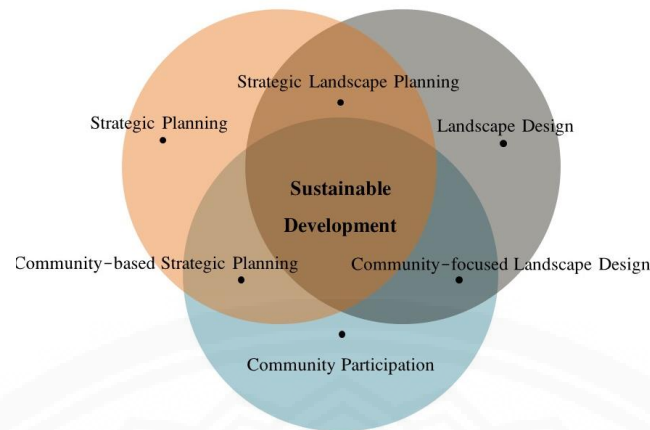 Strategic Landscape Planning
Strategic Planning
Landscape Design
Sustainable
Development
Community-based Strategic Planning
Community-focused Landscape Design
Community Participation